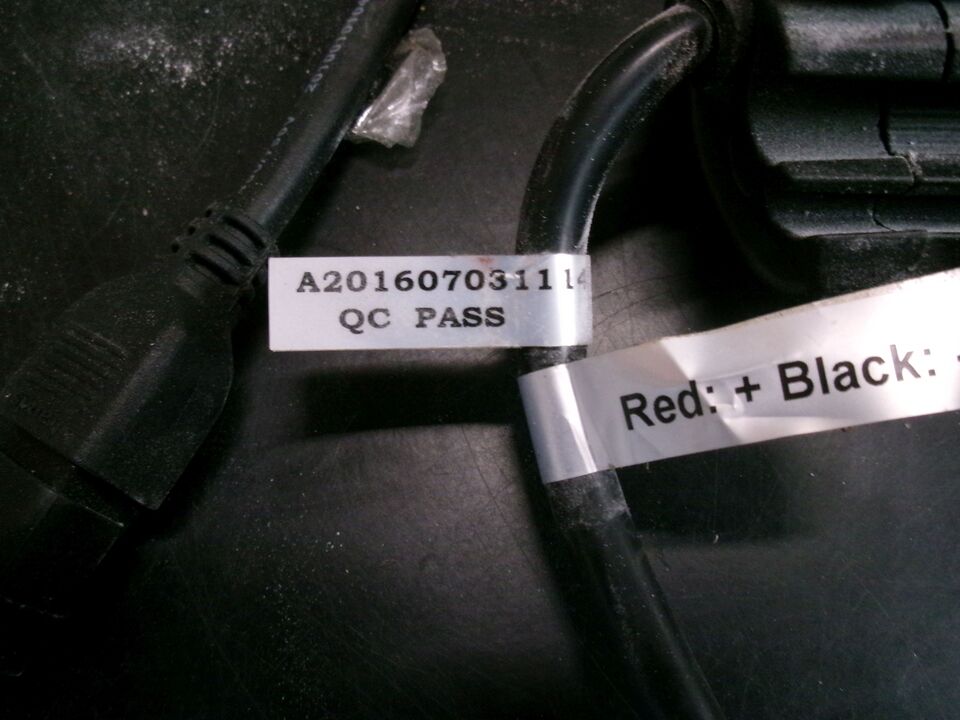 A201607031114
QC PASS
Red: + Black: -